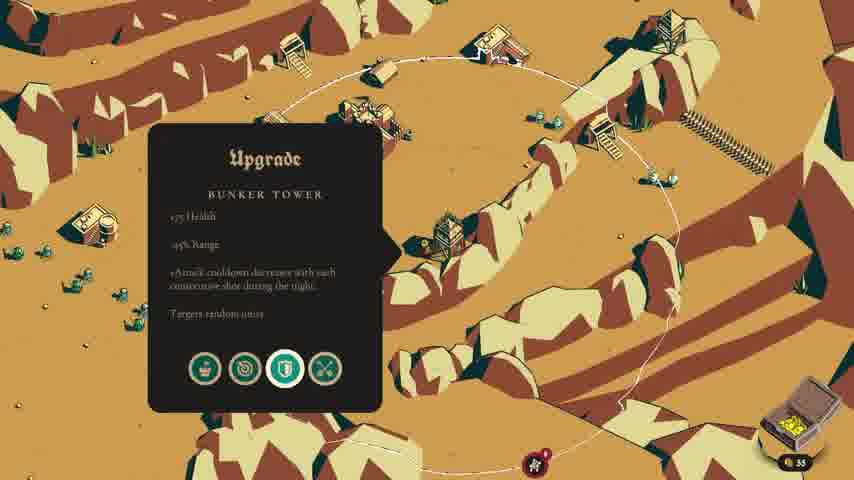 Upgrade
BUNKER TOWER
+75 Health
-45% Range
+Attack cooldown decreases with each
consecutive shot during the night.
Targets random units
35